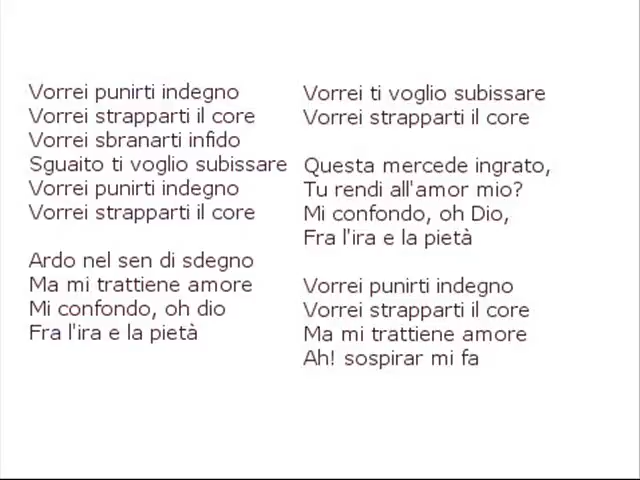 Vorrei punirti indegno
Vorrei strapparti il core
Vorrei sbranarti infido
Sguaito ti voglio subissare
Vorrei punirti indegno
Vorrei strapparti il core
Ardo nel sen di sdegno
Ma mi trattiene amore
Mi confondo, oh dio
Fra l'ira e la pietà
Vorrei ti voglio subissare
Vorrei strapparti il core
Questa mercede ingrato,
Tu rendi all'amor mio?
Mi confondo, oh Dio,
Fra l'ira e la pietà
Vorrei punirti indegno
Vorrei strapparti il core
Ma mi trattiene amore
Ah! sospirar mi fa